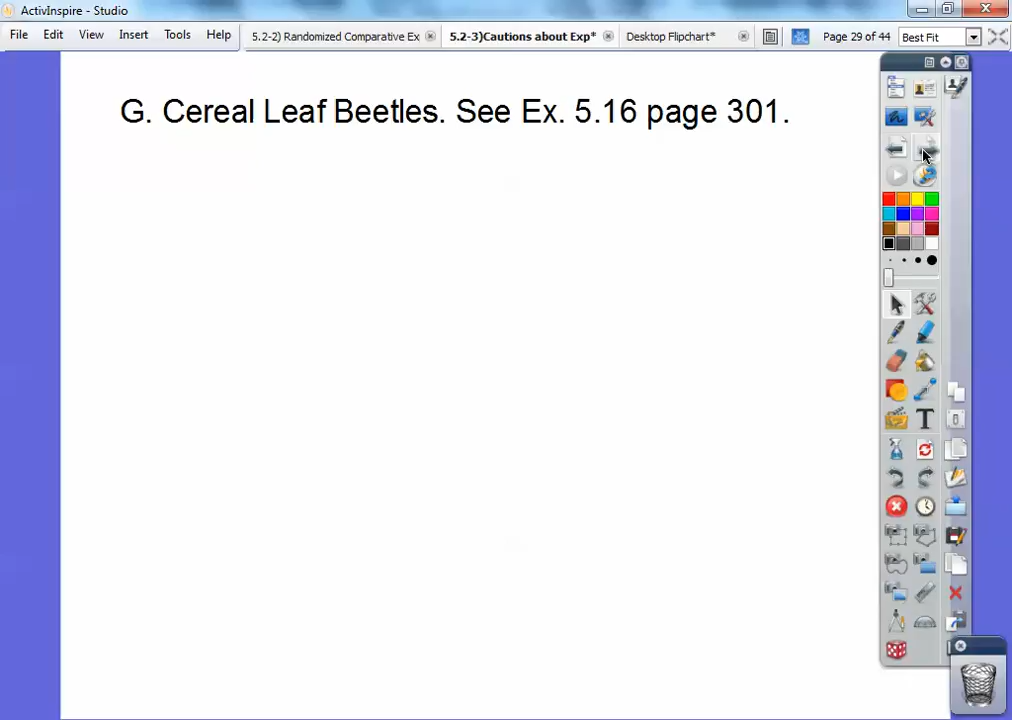 ActivInspire - Studio
File Edit View Insert Tools Help
5.2-2) Randomized Comparative Ex
5.2-3)Cautions about Exp*
Desktop Flipchart*
Page 29 of 44
Best Fit
G. Cereal Leaf Beetles. See Ex. 5.16 page 301.
T